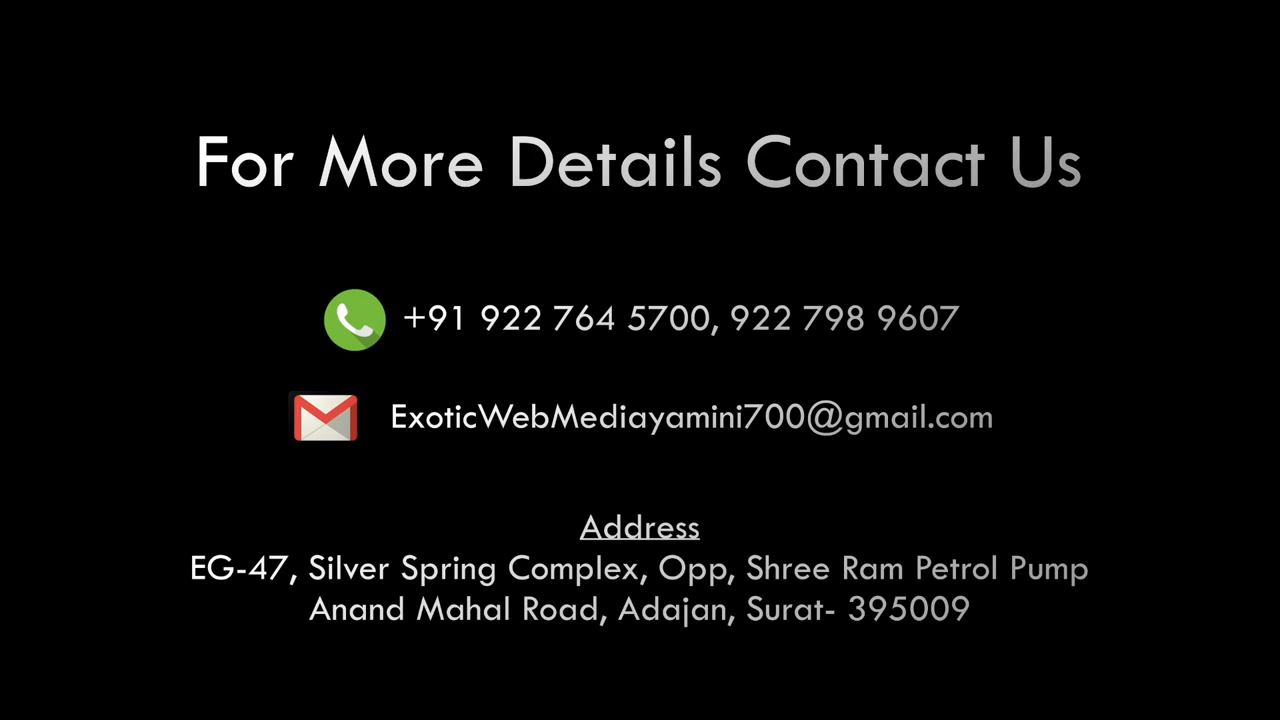 For More Details Contact Us
+91 922 764 5700, 922 798 9607
ExoticWebMediayamini700@gmail.com
Address
EG-47, Silver Spring Complex, Opp, Shree Ram Petrol Pump
Anand Mahal Road, Adajan, Surat- 395009